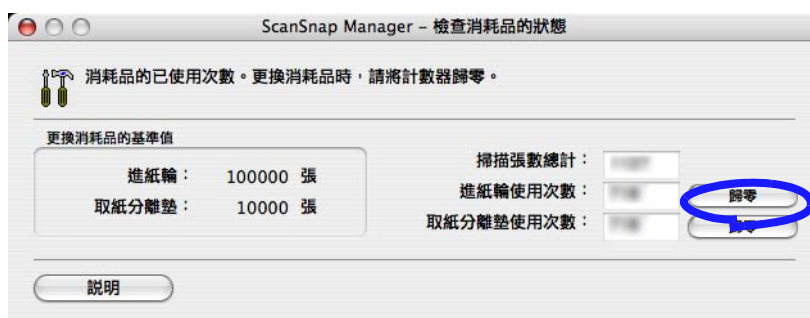 ScanSnap Manager – 檢查消耗品的狀態
消耗品的已使用次數。更換消耗品時，請將計數器歸零。
更換消耗品的基準值
進紙輪： 100000 張
取紙分離墊： 10000 張
掃描張數總計：
進紙輪使用次數： 歸零
取紙分離墊使用次數： 歸零
説明